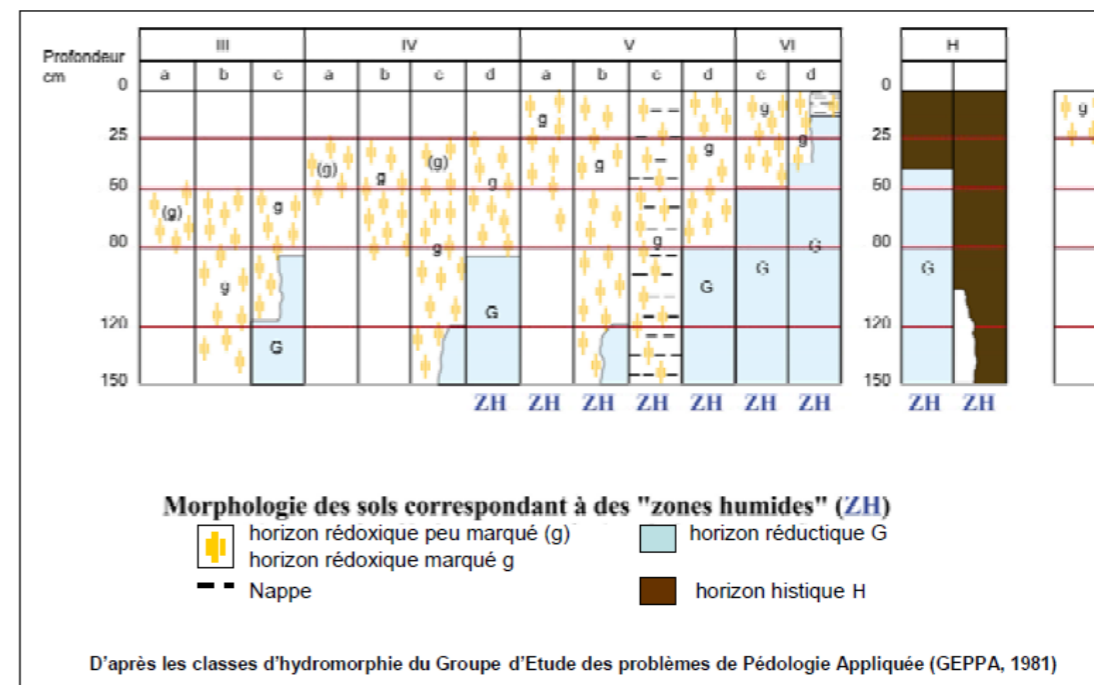 III IV V VI H
Profondeur
cm a b c a b c d a b c d c d
0 0
g g
g g
25 25
(g) g (g) g g g g
50 50
(g) g g
80 g g 80
g G G G G
G G
120 120
G
150 150
ZH ZH ZH ZH ZH ZH ZH ZH ZH
Morphologie des sols correspondant à des "zones humides" (ZH)
horizon rédoxique peu marqué (g) horizon réductique G
horizon rédoxique marqué g
Nappe horizon histique H
D'après les classes d'hydromorphie du Groupe d'Etude des problèmes de Pédologie Appliquée (GEPPA, 1981)